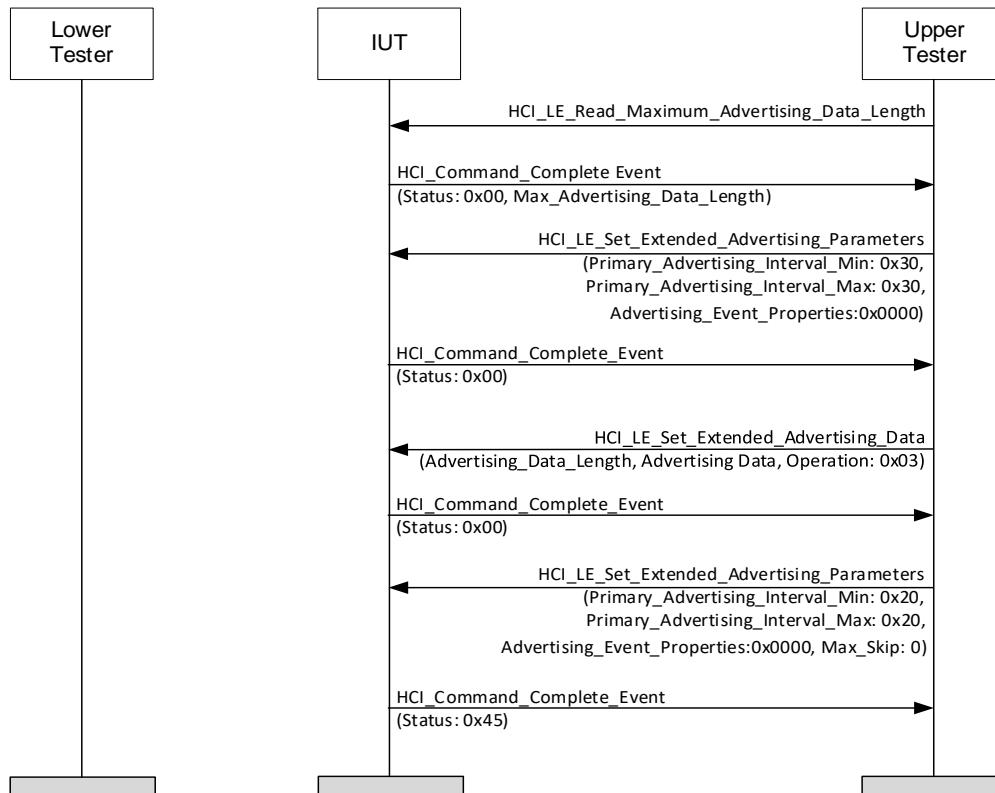 Lower
Tester
IUT
Upper
Tester
HCI_LE_Read_Maximum_Advertising_Data_Length
HCI_Command_Complete Event
(Status: 0x00, Max_Advertising_Data_Length)
HCI_LE_Set_Extended_Advertising_Parameters
(Primary_Advertising_Interval_Min: 0x30,
Primary_Advertising_Interval_Max: 0x30,
Advertising_Event_Properties:0x0000)
HCI_Command_Complete_Event
(Status: 0x00)
HCI_LE_Set_Extended_Advertising_Data
(Advertising_Data_Length, Advertising Data, Operation: 0x03)
HCI_Command_Complete_Event
(Status: 0x00)
HCI_LE_Set_Extended_Advertising_Parameters
(Primary_Advertising_Interval_Min: 0x20,
Primary_Advertising_Interval_Max: 0x20,
Advertising_Event_Properties:0x0000, Max_Skip: 0)
HCI_Command_Complete_Event
(Status: 0x45)